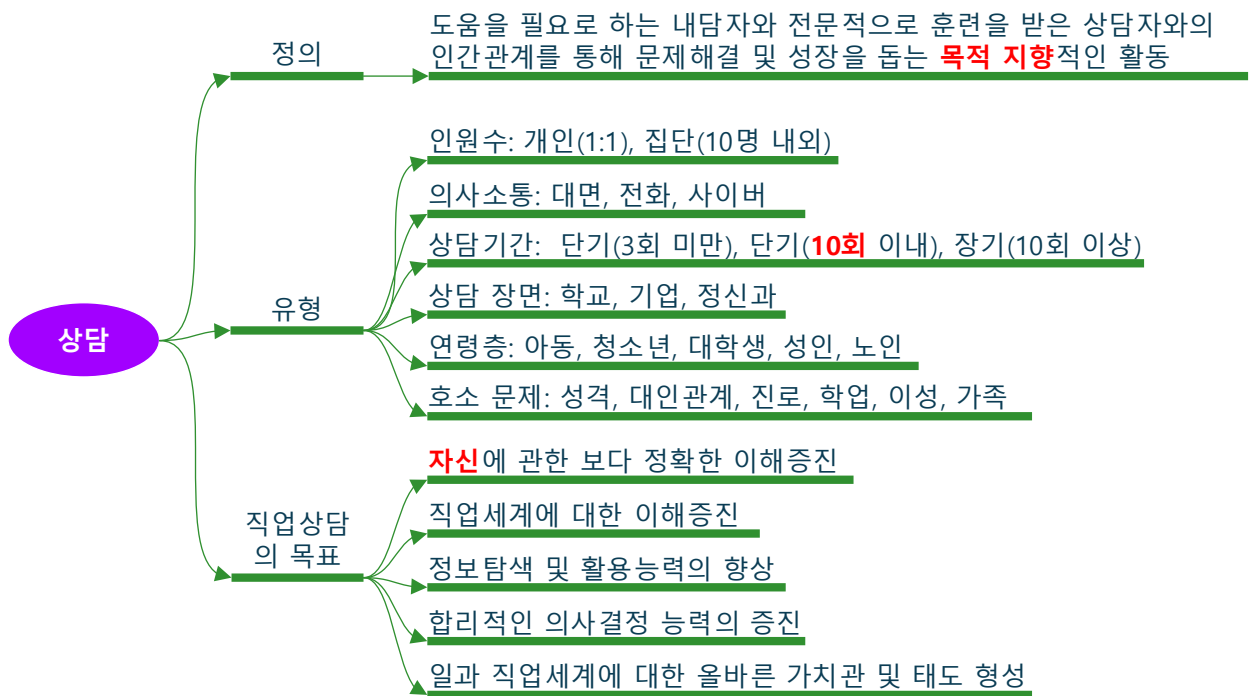 상담
정의
도움을 필요로 하는 내담자와 전문적으로 훈련을 받은 상담자와의
인간관계를 통해 문제해결 및 성장을 돕는 목적 지향적인 활동
유형
인원수: 개인(1:1), 집단(10명 내외)
의사소통: 대면, 전화, 사이버
상담기간:  단기(3회 미만), 단기(10회 이내), 장기(10회 이상)
상담 장면: 학교, 기업, 정신과
연령층: 아동, 청소년, 대학생, 성인, 노인
호소 문제: 성격, 대인관계, 진로, 학업, 이성, 가족
직업상담
의 목표
자신에 관한 보다 정확한 이해증진
직업세계에 대한 이해증진
정보탐색 및 활용능력의 향상
합리적인 의사결정 능력의 증진
일과 직업세계에 대한 올바른 가치관 및 태도 형성